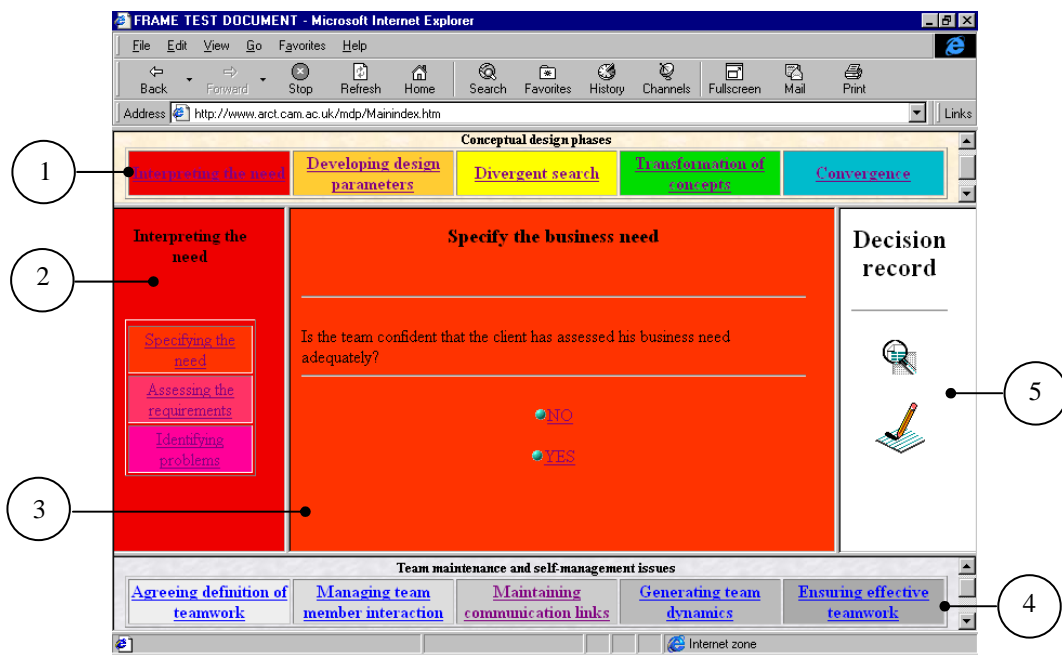 FRAME TEST DOCUMENT - Microsoft Internet Explorer
File Edit View Go Favorites Help
Back Forward Stop Refresh Home Search Favorites History Channels Fullscreen Mail Print
Address http://www.arct.cam.ac.uk/mdp/Mainindex.htm Links
Conceptual design phases
1
Interpreting the need
Developing design
parameters
Divergent search
Transformation of
concepts
Convergence
2
Interpreting the
need
Specifying the
need
Assessing the
requirements
Identifying
problems
Specify the business need
Is the team confident that the client has assessed his business need
adequately?
NO
YES
3
Decision
record
5
Team maintenance and self-management issues
Agreeing definition of
teamwork
Managing team
member interaction
Maintaining
communication links
Generating team
dynamics
Ensuring effective
teamwork
4
Internet zone